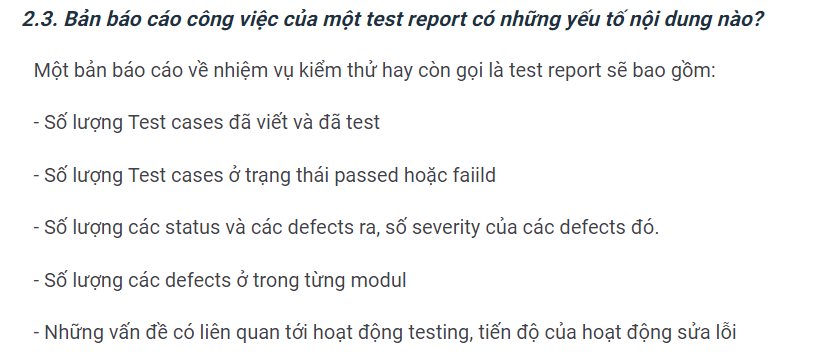 2.3. Bản báo cáo công việc của một test report có những yếu tố nội dung nào?
Một bản báo cáo về nhiệm vụ kiểm thử hay còn gọi là test report sẽ bao gồm:
- Số lượng Test cases đã viết và đã test
- Số lượng Test cases ở trạng thái passed hoặc faiild
- Số lượng các status và các defects ra, số severity của các defects đó.
- Số lượng các defects ở trong từng modul
- Những vấn đề có liên quan tới hoạt động testing, tiến độ của hoạt động sửa lỗi